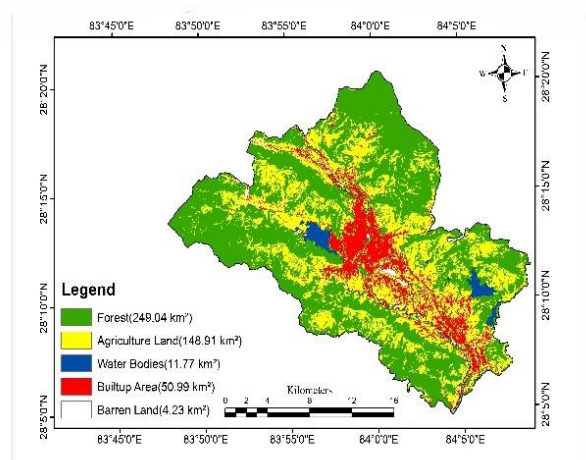 83°45'0"E 83°50'0"E 83°55'0"E 84°0'0"E 84°5'0"E
N
W E
S
28°20'0"N 28°20'0"N
28°15'0"N 28°15'0"N
28°10'0"N 28°10'0"N
28°5'0"N 28°5'0"N
Legend
Forest(249.04 km²)
Agriculture Land(148.91 km²)
Water Bodies(11.77 km²)
Builtup Area(50.99 km²)
Barren Land(4.23 km²)
Kilometers
0 2 4 8 12 16
83°45'0"E 83°50'0"E 83°55'0"E 84°0'0"E 84°5'0"E